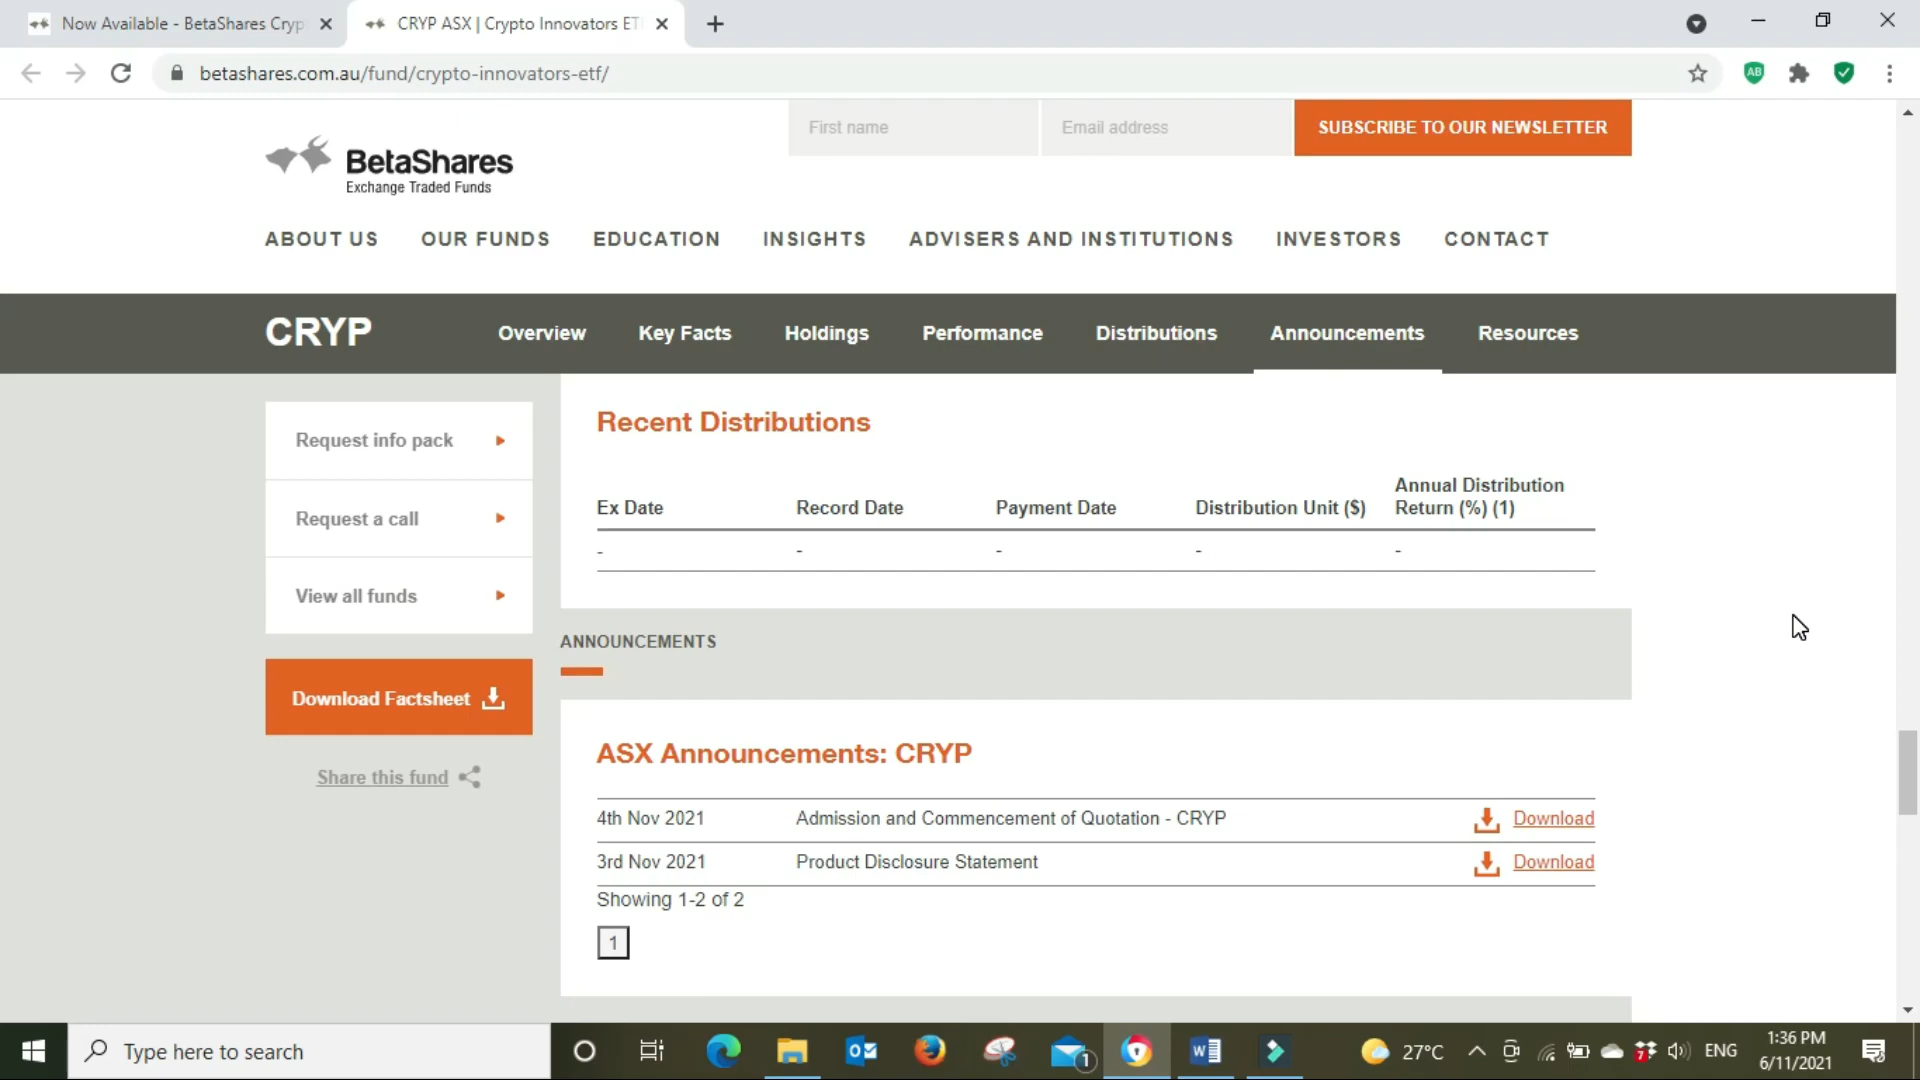 Now Available - BetaShares Cryp
CRYP ASX | Crypto Innovators ET
betashares.com.au/fund/crypto-innovators-etf/
AB
First name
Email address
SUBSCRIBE TO OUR NEWSLETTER
BetaShares
Exchange Traded Funds
ABOUT US
OUR FUNDS
EDUCATION
INSIGHTS
ADVISERS AND INSTITUTIONS
INVESTORS
CONTACT
CRYP
Overview
Key Facts
Holdings
Performance
Distributions
Announcements
Resources
Request info pack
Request a call
View all funds
Download Factsheet
Share this fund
Recent Distributions
Ex Date
Record Date
Payment Date
Distribution Unit ($)
Annual Distribution
Return (%) (1)
- - - - -
ANNOUNCEMENTS
ASX Announcements: CRYP
4th Nov 2021 Admission and Commencement of Quotation - CRYP Download
3rd Nov 2021 Product Disclosure Statement Download
Showing 1-2 of 2
1
Type here to search
1
27°C
ENG
1:36 PM
6/11/2021